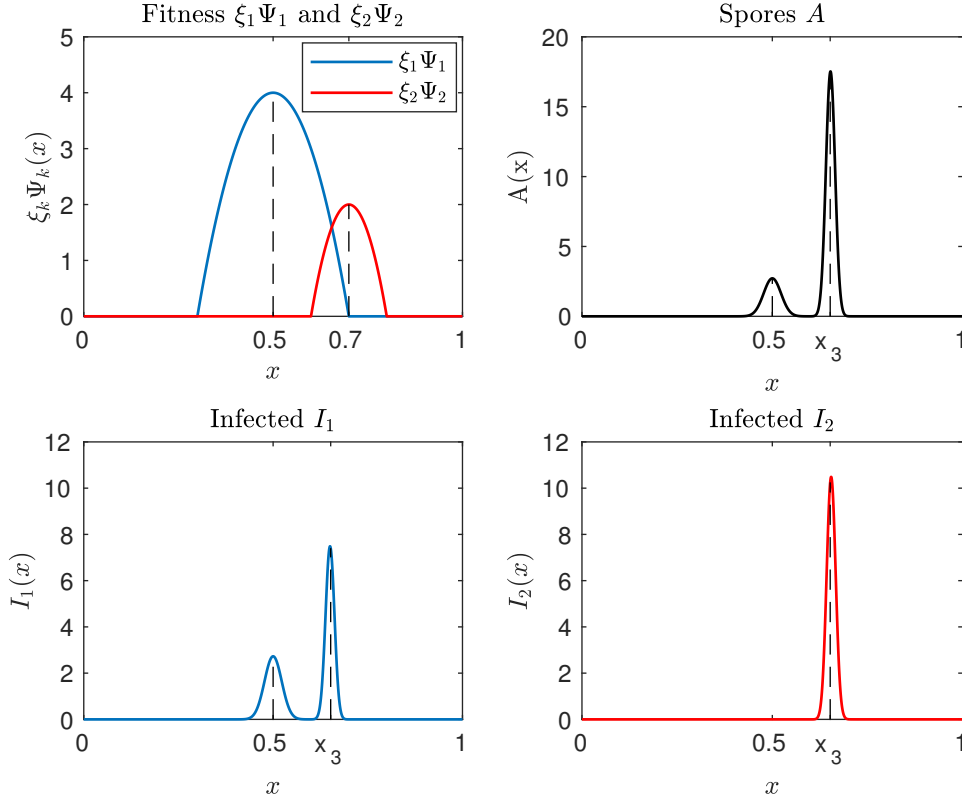 Fitness ξ₁Ψ₁ and ξ₂Ψ₂
5
4
3
2
1
0
ξₖΨₖ(x)
ξ₁Ψ₁
ξ₂Ψ₂
0
0.5
0.7
1
x
Spores A
20
15
10
5
0
A(x)
0
0.5
x₃
1
x
Infected I₁
12
10
8
6
4
2
0
I₁(x)
0
0.5
x₃
1
x
Infected I₂
12
10
8
6
4
2
0
I₂(x)
0
0.5
x₃
1
x